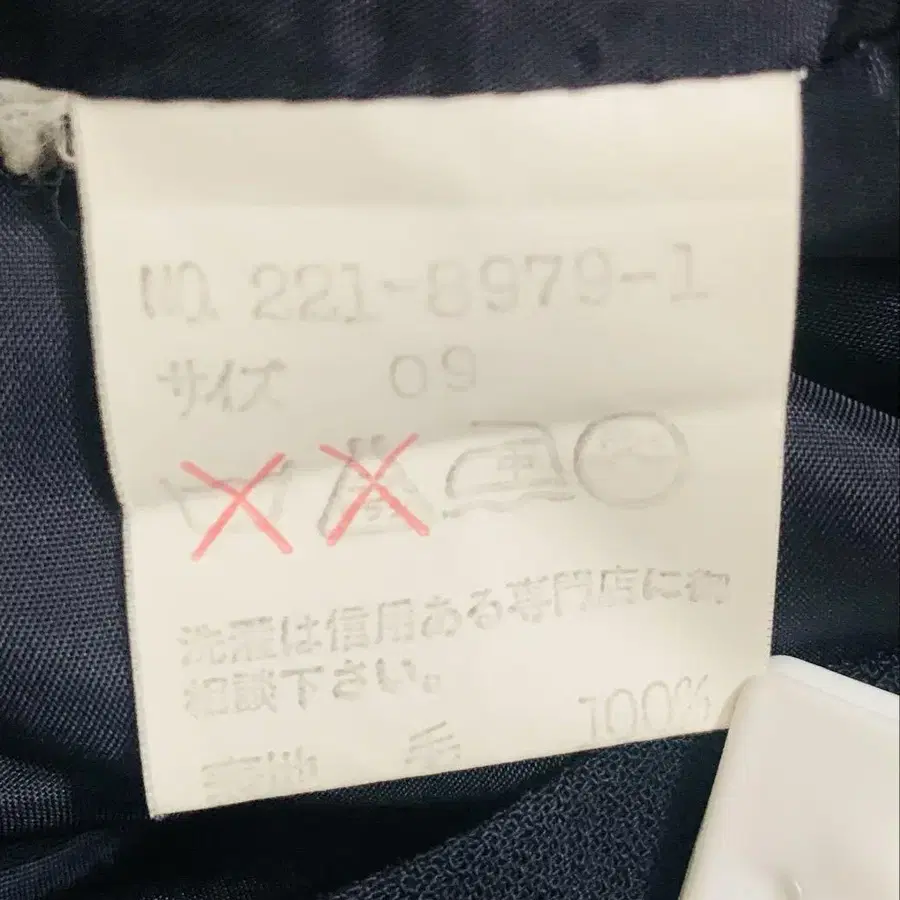 NO. 221-8979-1
サイズ 09
洗濯は信用ある専門店に御
相談下さい。
表地 毛 100%